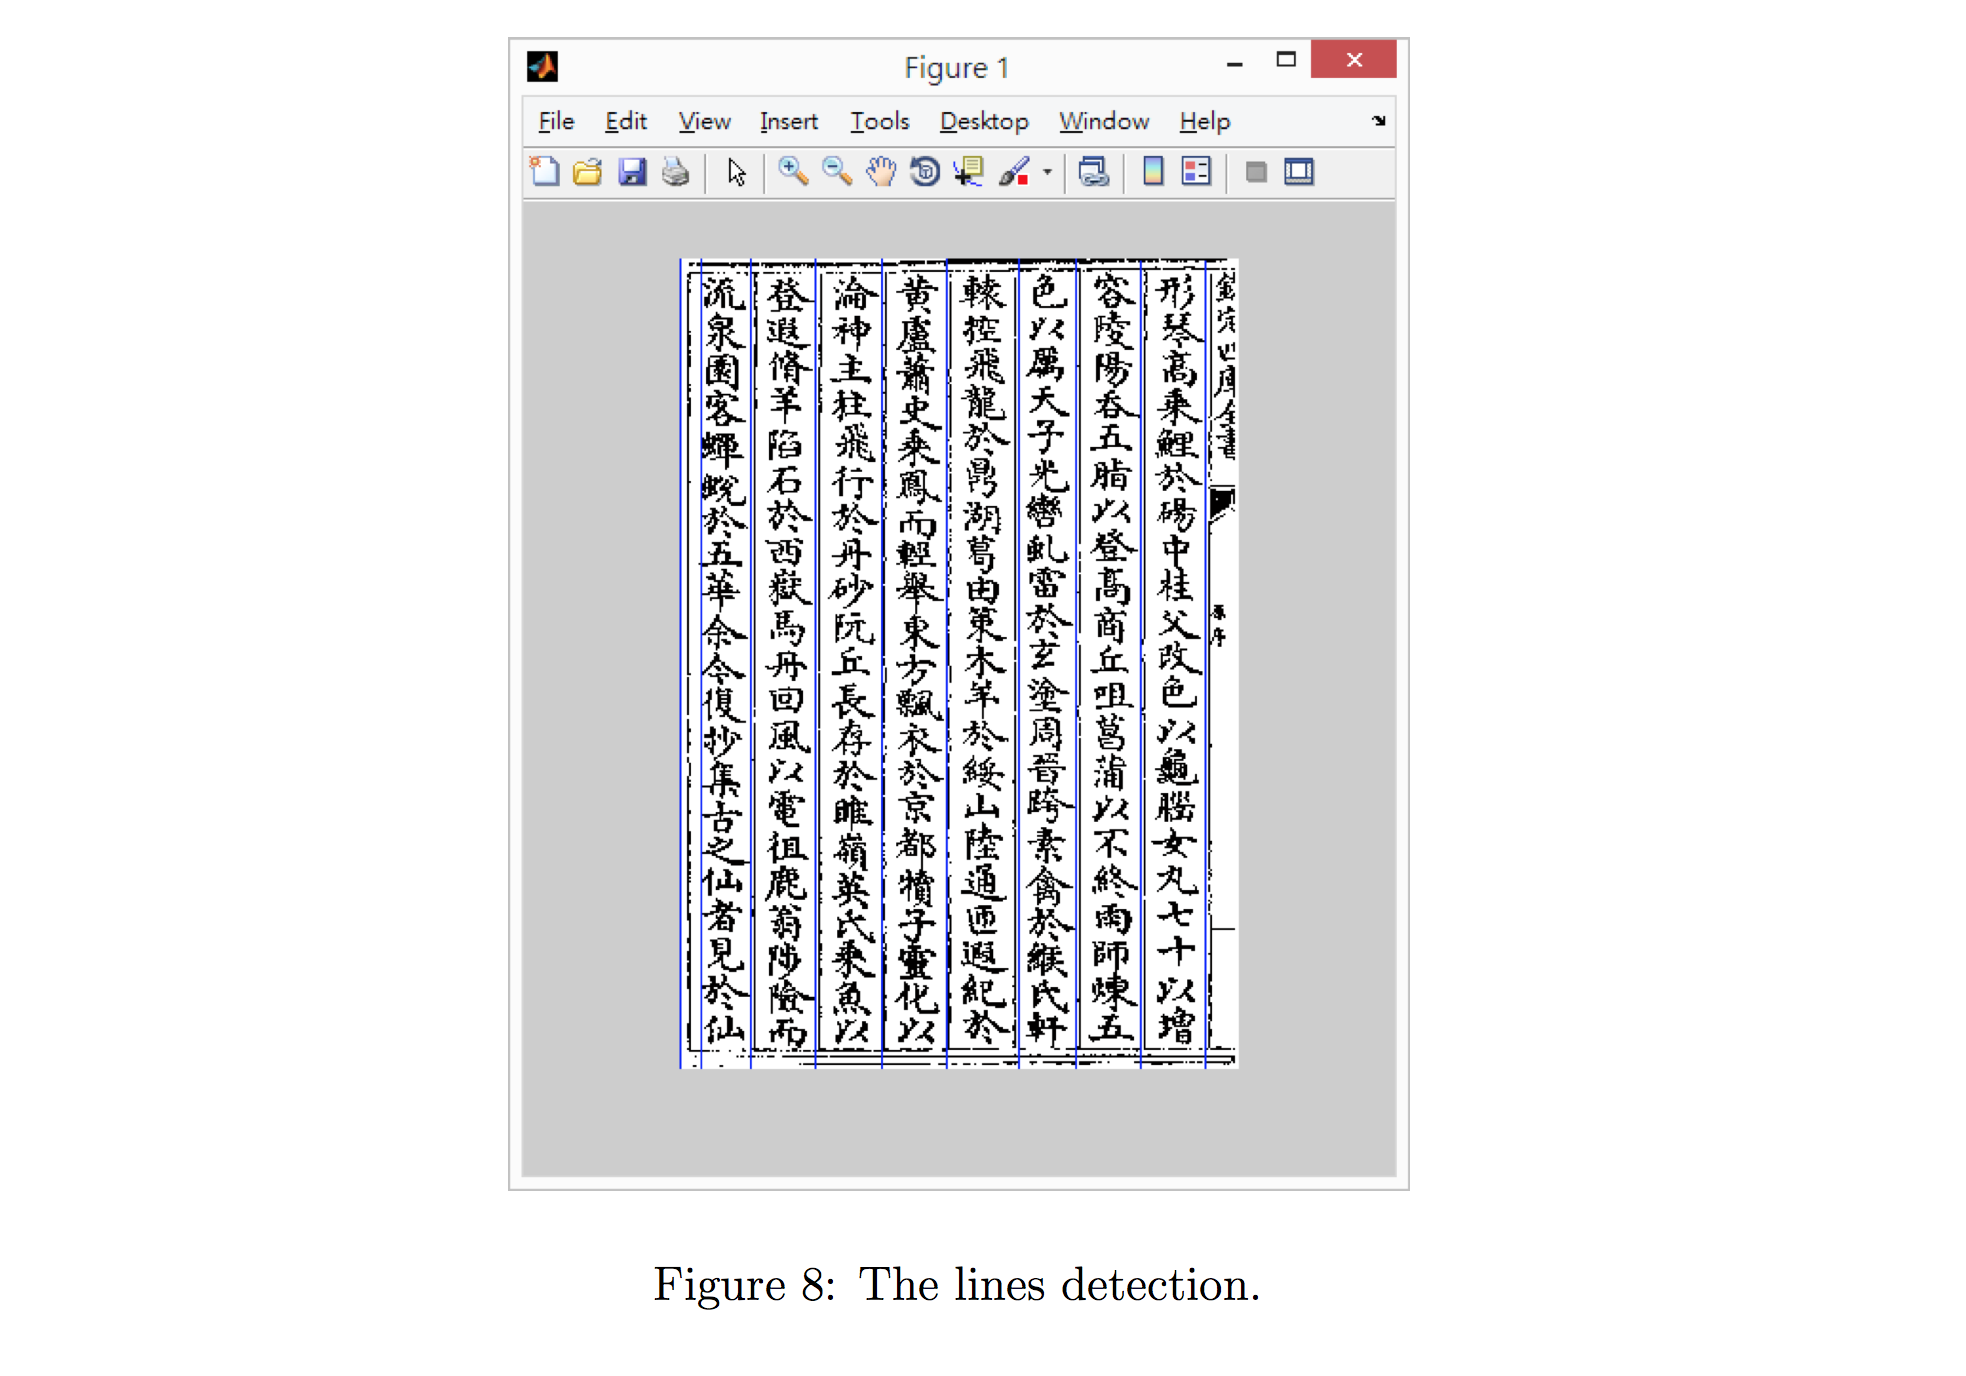 Figure 1
File Edit View Insert Tools Desktop Window Help
欽定四庫全書
原序
形琴高乘鯉於碭中桂父改色以龜腦女丸七十以增
容陵陽吞五脂以登髙商丘咀菖蒲以不終雨師煉五
色以厲天子光轡虬雷於玄塗周晉跨素禽於緱氏軒
轅控飛龍於鼎湖葛由策木羊於綏山陸通匝遐紀於
黄廬蕭史乘鳳而輕舉東方飄衣於京都犢子靈化以
淪神主柱飛行於丹砂阮丘長存於睢嶺英氏乘魚以
登遐脩羊陷石於西嶽馬丹回風以電徂鹿翁陟險而
流泉園客蟬蛻於五華余今復抄集古之仙者見於仙
Figure 8: The lines detection.